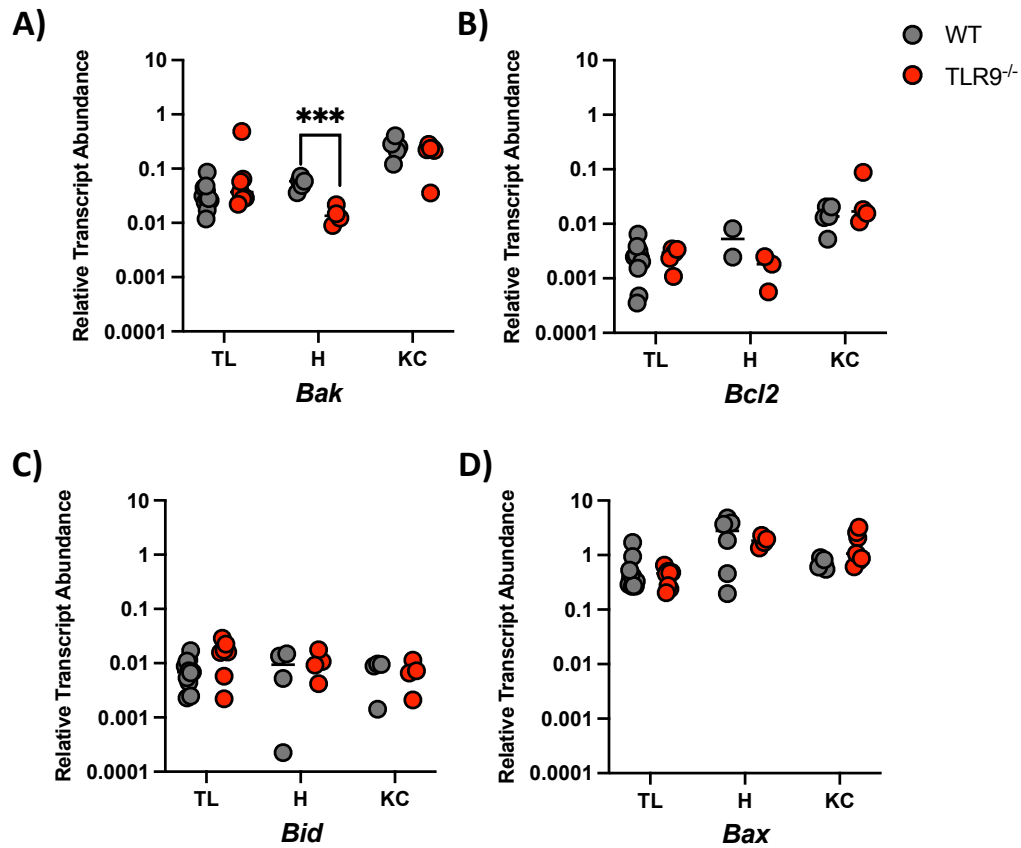 A)
Relative Transcript Abundance
10
1
0.1
0.01
0.001
0.0001
***
TL H KC
Bak
B)
Relative Transcript Abundance
10
1
0.1
0.01
0.001
0.0001
TL H KC
Bcl2
WT
TLR9-/-
C)
Relative Transcript Abundance
10
1
0.1
0.01
0.001
0.0001
TL H KC
Bid
D)
Relative Transcript Abundance
10
1
0.1
0.01
0.001
0.0001
TL H KC
Bax